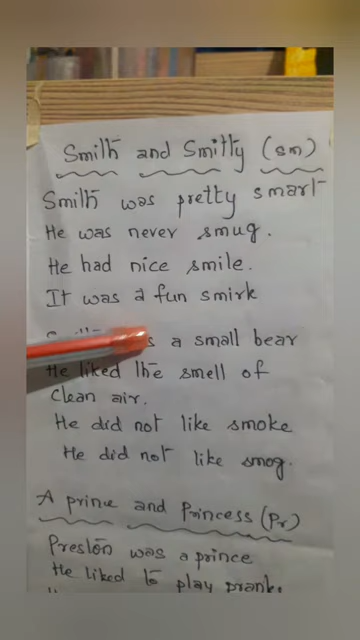 Smith and Smitty (sm)
Smith was pretty smart
He was never smug.
He had nice smile.
It was a fun smirk
a small bear
He liked the smell of
clean air.
He did not like smoke
He did not like smog.
A prince and Princess (Pr)
Preston was a prince
He liked to play pranks